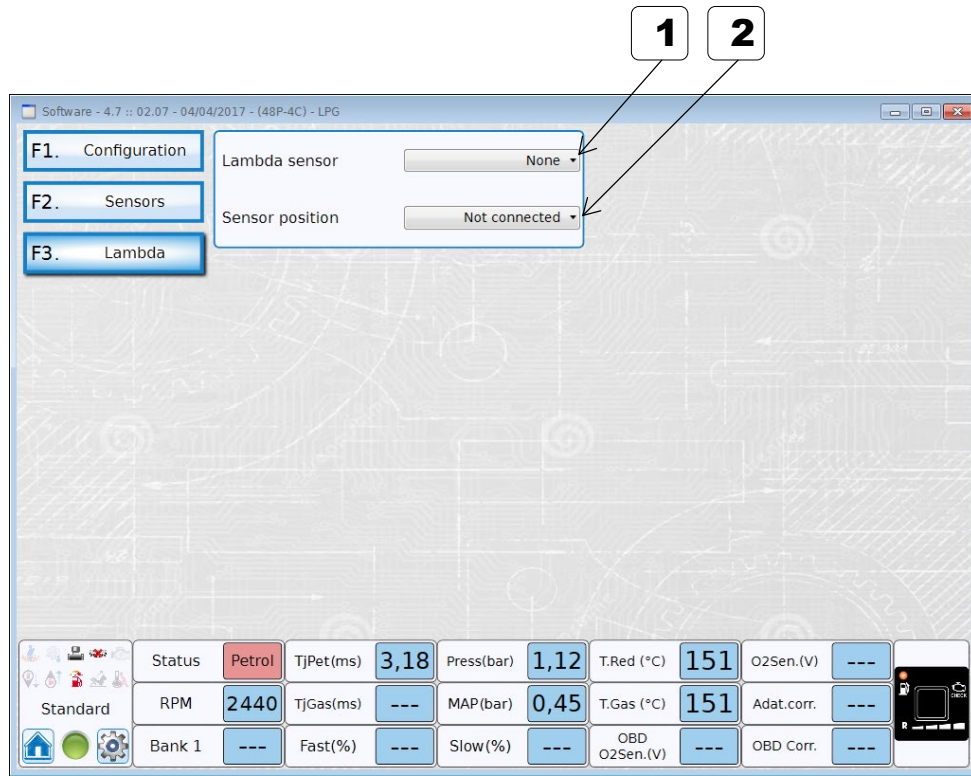 1 2
Software - 4.7 :: 02.07 - 04/04/2017 - (48P-4C) - LPG
F1. Configuration
Lambda sensor None
F2. Sensors
Sensor position Not connected
F3. Lambda
Status Petrol TjPet(ms) 3,18 Press(bar) 1,12 T.Red (°C) 151 O2Sen.(V) ---
Standard
RPM 2440 TjGas(ms) --- MAP(bar) 0,45 T.Gas (°C) 151 Adat.corr. ---
CHECK
R
Bank 1 --- Fast(%) --- Slow(%) --- OBD O2Sen.(V) --- OBD Corr. ---